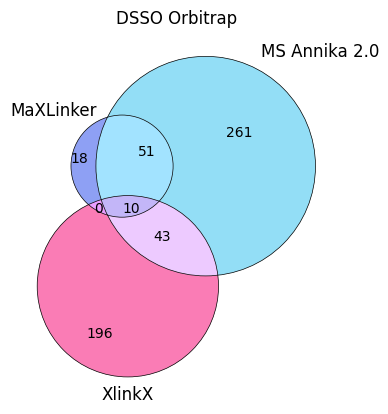 DSSO Orbitrap
MS Annika 2.0
MaXLinker
261
51
18
0
10
43
196
XlinkX